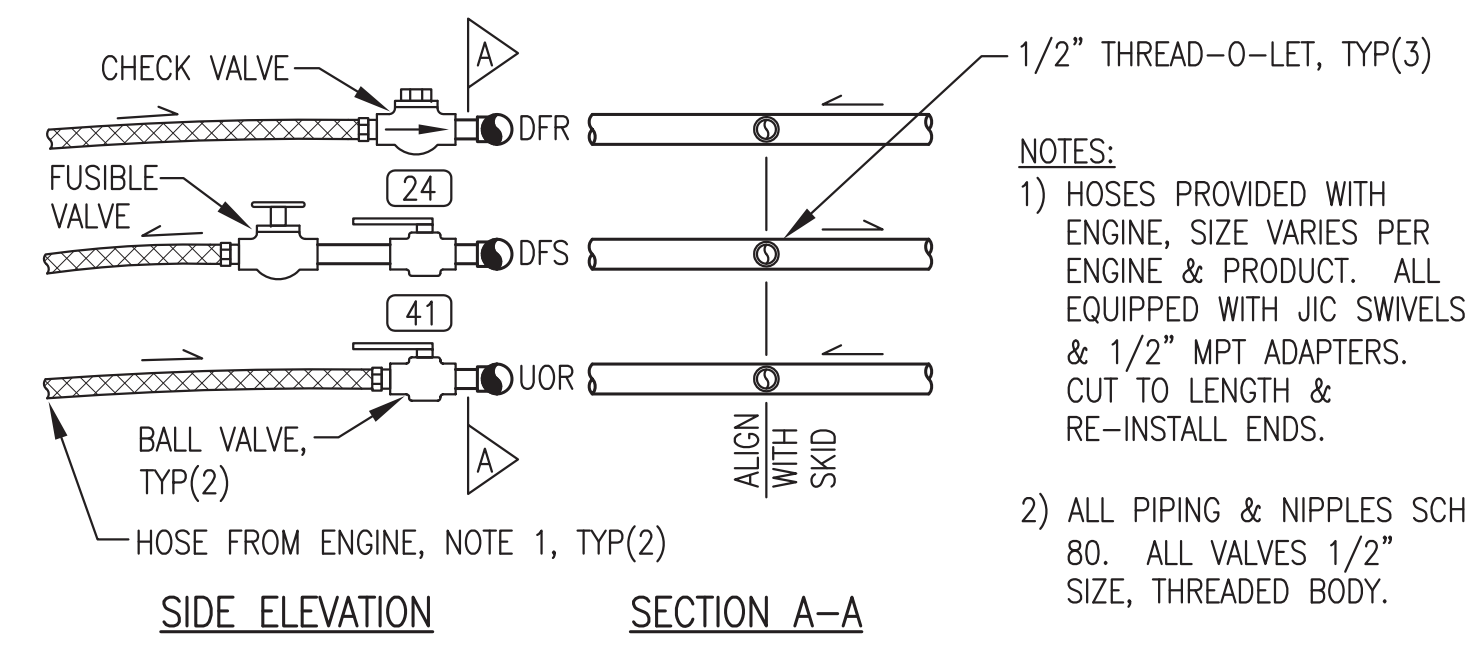 CHECK VALVE
A
DFR
FUSIBLE
VALVE
24
DFS
41
UOR
BALL VALVE,
TYP(2)
A
HOSE FROM ENGINE, NOTE 1, TYP(2)
SIDE ELEVATION
ALIGN
WITH
SKID
SECTION A-A
1/2" THREAD-O-LET, TYP(3)
NOTES:
1) HOSES PROVIDED WITH
ENGINE, SIZE VARIES PER
ENGINE & PRODUCT. ALL
EQUIPPED WITH JIC SWIVELS
& 1/2" MPT ADAPTERS.
CUT TO LENGTH &
RE-INSTALL ENDS.
2) ALL PIPING & NIPPLES SCH
80. ALL VALVES 1/2"
SIZE, THREADED BODY.